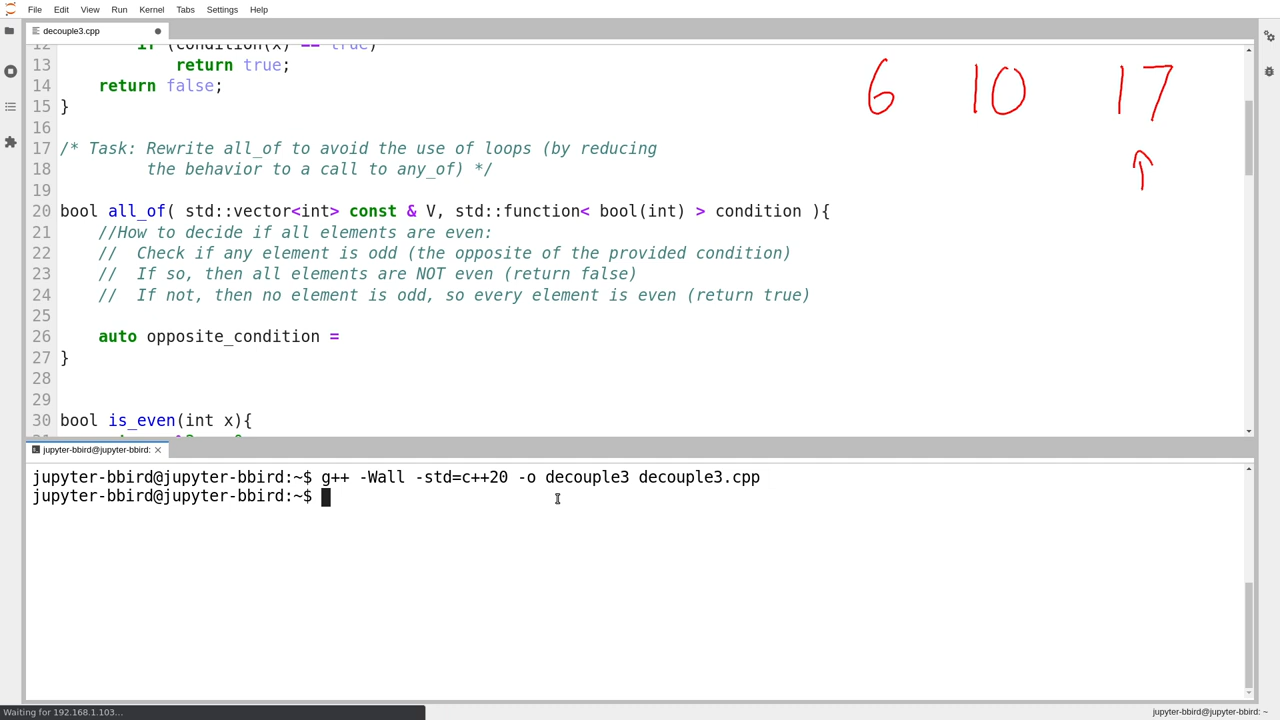 File Edit View Run Kernel Tabs Settings Help
decouple3.cpp
12 if (condition(x) == true)
13 return true;
14 return false;
15 }
16
17 /* Task: Rewrite all_of to avoid the use of loops (by reducing
18 the behavior to a call to any_of) */
19
20 bool all_of( std::vector<int> const & V, std::function< bool(int) > condition ){
21 //How to decide if all elements are even:
22 // Check if any element is odd (the opposite of the provided condition)
23 // If so, then all elements are NOT even (return false)
24 // If not, then no element is odd, so every element is even (return true)
25
26 auto opposite_condition =
27 }
28
29
30 bool is_even(int x){
6 10 17
jupyter-bbird@jupyter-bbird:
jupyter-bbird@jupyter-bbird:~$ g++ -Wall -std=c++20 -o decouple3 decouple3.cpp
jupyter-bbird@jupyter-bbird:~$
Waiting for 192.168.1.103...
jupyter-bbird@jupyter-bbird: ~